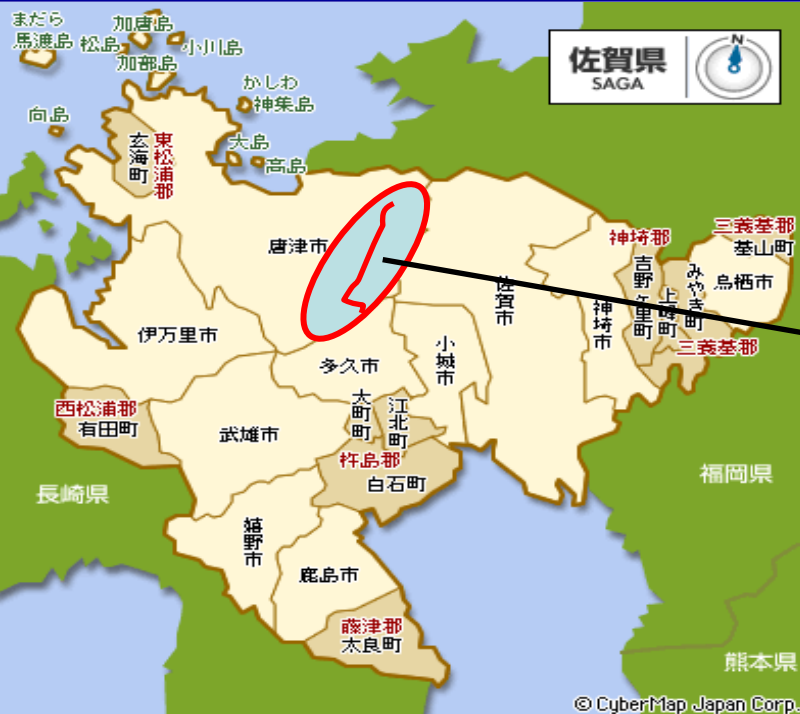 まだら
馬渡島
松島
加唐島
小川島
加部島
かしわ
神集島
向島
大島
高島
佐賀県
SAGA
N
玄海町
東松浦郡
唐津市
佐賀市
神埼郡
吉野ヶ里町
上峰町
みやき町
三養基郡
基山町
鳥栖市
神埼市
三養基郡
伊万里市
多久市
小城市
西松浦郡
有田町
武雄市
大町町
江北町
杵島郡
白石町
長崎県
福岡県
嬉野市
鹿島市
藤津郡
太良町
熊本県
© CyberMap Japan Corp.